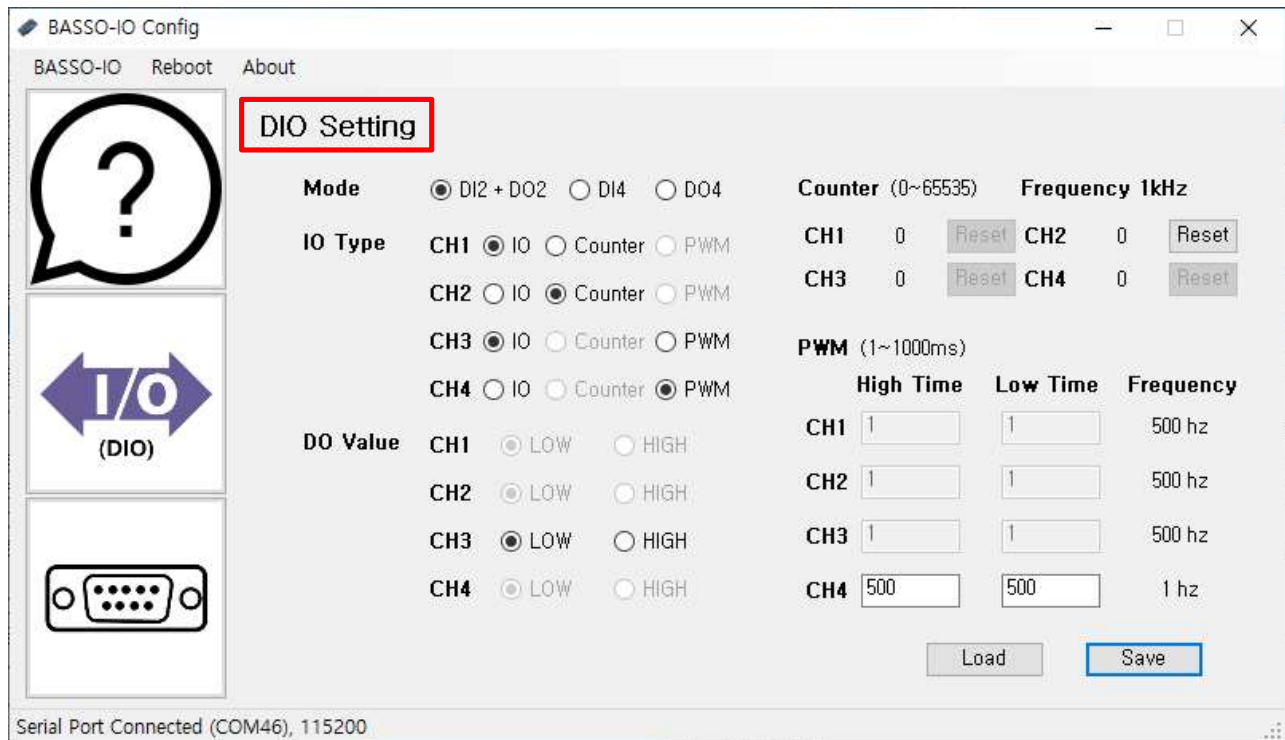 BASSO-IO Config
BASSO-IO Reboot About
?
DIO Setting
Mode DI2 + DO2 DI4 DO4
IO Type CH1 IO Counter PWM
CH2 IO Counter PWM
CH3 IO Counter PWM
CH4 IO Counter PWM
DO Value CH1 LOW HIGH
CH2 LOW HIGH
CH3 LOW HIGH
CH4 LOW HIGH
Counter (0~65535) Frequency 1kHz
CH1 0 Reset CH2 0 Reset
CH3 0 Reset CH4 0 Reset
PWM (1~1000ms)
High Time Low Time Frequency
CH1 1 1 500 hz
CH2 1 1 500 hz
CH3 1 1 500 hz
CH4 500 500 1 hz
Load Save
I/O
(DIO)
Serial Port Connected (COM46), 115200